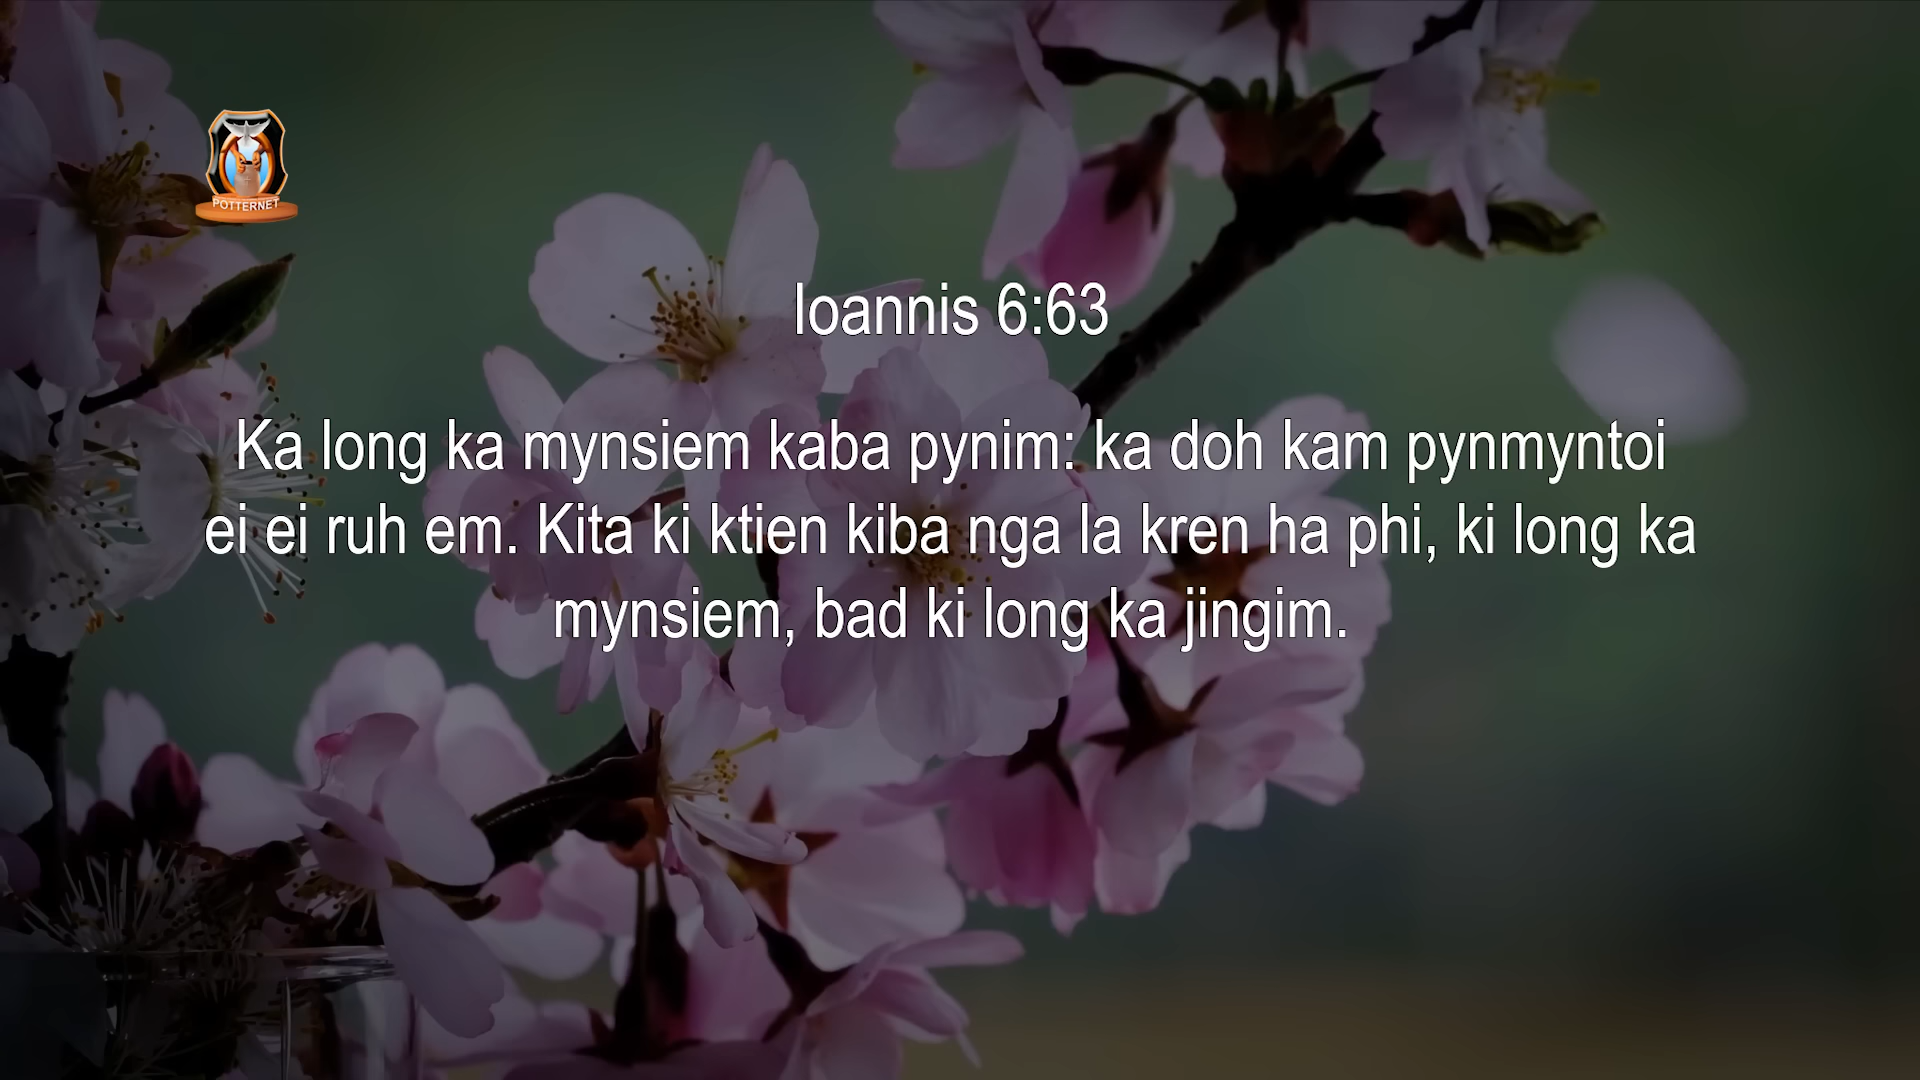 POTTERNET
Ioannis 6:63
Ka long ka mynsiem kaba pynim: ka doh kam pynmyntoi
ei ei ruh em. Kita ki ktien kiba nga la kren ha phi, ki long ka
mynsiem, bad ki long ka jingim.